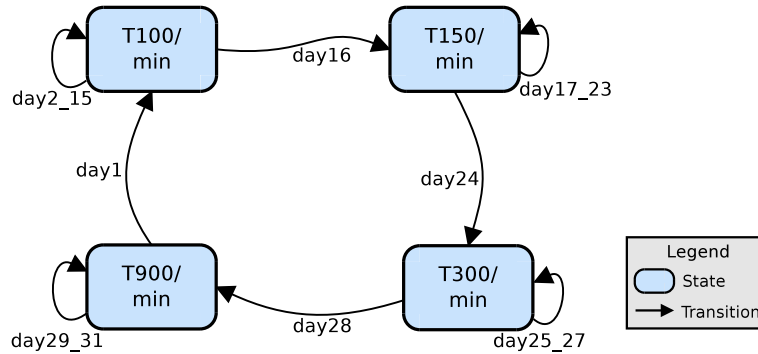 T100/
min
T150/
min
day16
day2_15
day17_23
day1
day24
T900/
min
T300/
min
day28
day29_31
day25_27
Legend
State
Transition